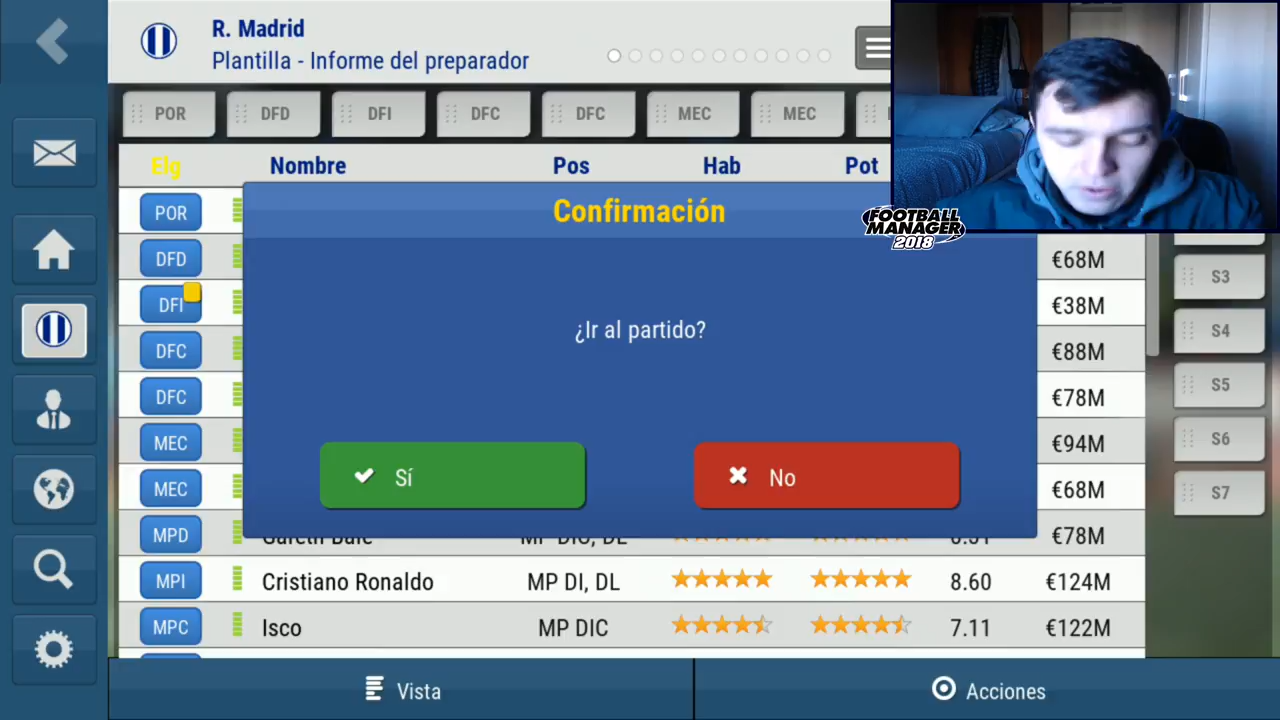 R. Madrid
Plantilla - Informe del preparador
POR DFD DFI DFC DFC MEC MEC
Elg Nombre Pos Hab Pot
Confirmación
¿Ir al partido?
Sí No
FOOTBALL
MANAGER
2018
POR
DFD €68M
DFI €38M
DFC €88M
DFC €78M
MEC €94M
MEC €68M
MPD Gareth Bale €78M
MPI Cristiano Ronaldo MP DI, DL 8.60 €124M
MPC Isco MP DIC 7.11 €122M
S3
S4
S5
S6
S7
Vista Acciones